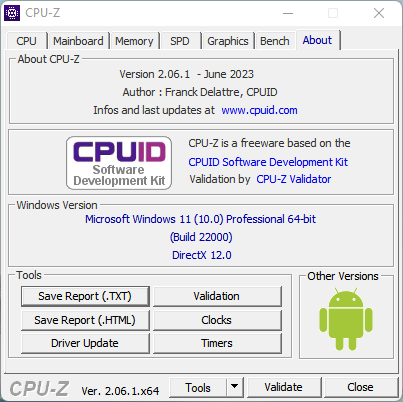 CPU-Z
CPU Mainboard Memory SPD Graphics Bench About
About CPU-Z
Version 2.06.1 - June 2023
Author : Franck Delattre, CPUID
Infos and last updates at www.cpuid.com
CPUID
Software
Development Kit
CPU-Z is a freeware based on the
CPUID Software Development Kit
Validation by CPU-Z Validator
Windows Version
Microsoft Windows 11 (10.0) Professional 64-bit
(Build 22000)
DirectX 12.0
Tools
Save Report (.TXT) Validation
Save Report (.HTML) Clocks
Driver Update Timers
Other Versions
CPU-Z Ver. 2.06.1.x64 Tools Validate Close